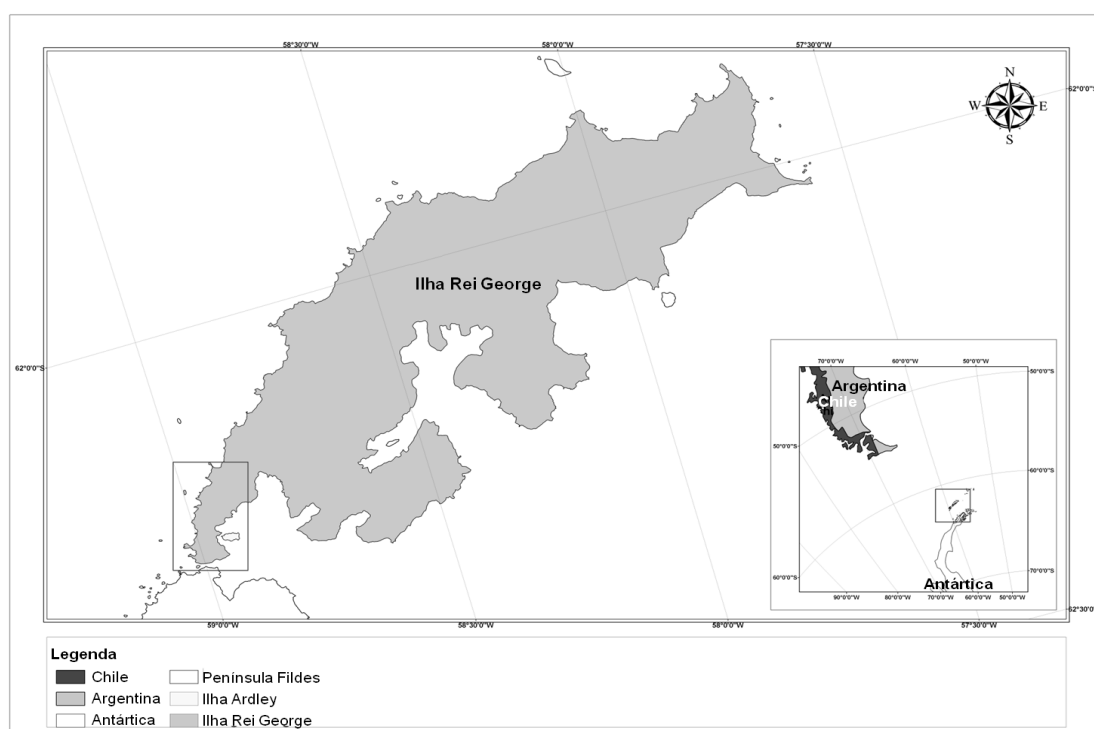 58°30'0"W 58°0'0"W 57°30'0"W
N
W E
S
62°0'0"S
Ilha Rei George
62°0'0"S
70°0'0"W 60°0'0"W 50°0'0"W
50°0'0"S
Argentina
Chile
50°0'0"S
60°0'0"S
60°0'0"S
70°0'0"S
Antártica
90°0'0"W 80°0'0"W 70°0'0"W 60°0'0"W 50°0'0"W
62°30'0"S
59°0'0"W 58°30'0"W 58°0'0"W 57°30'0"W
Legenda
Chile Península Fildes
Argentina Ilha Ardley
Antártica Ilha Rei George